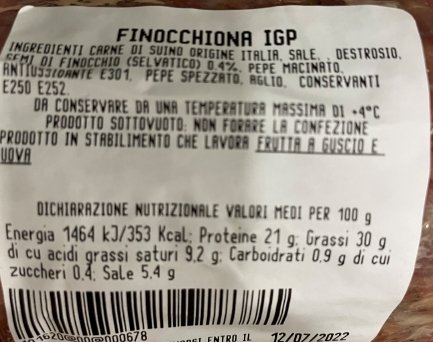 FINOCCHIONA IGP
INGREDIENTI CARNE DI SUINO ORIGINE ITALIA, SALE, , DESTROSIO,
SEMI DI FINOCCHIO (SELVATICO) 0.4%, PEPE MACINATO,
ANTIOSSIDANTE E301, PEPE SPEZZATO, AGLIO, CONSERVANTI
E250 E252.
DA CONSERVARE DA UNA TEMPERATURA MASSIMA DI +4°C
PRODOTTO SOTTOVUOTO: NON FORARE LA CONFEZIONE
PRODOTTO IN STABILIMENTO CHE LAVORA FRUTTA A GUSCIO E
UOVA
DICHIARAZIONE NUTRIZIONALE VALORI MEDI PER 100 g
Energia 1464 kJ/353 Kcal; Proteine 21 g; Grassi 30 g
di cu acidi grassi saturi 9,2 g; Carboidrati 0,9 g di cui
zuccheri 0,4; Sale 5.4 g
ENTRO IL 12/07/2022